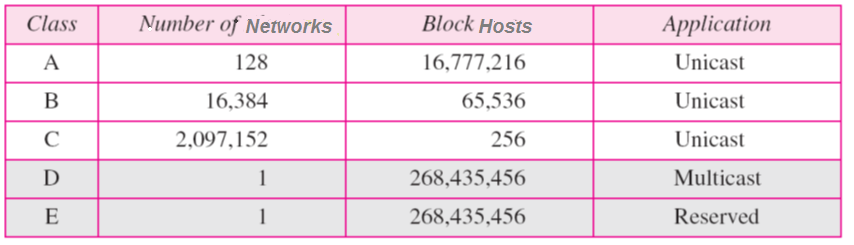 Class Number of Networks Block Hosts Application
A 128 16,777,216 Unicast
B 16,384 65,536 Unicast
C 2,097,152 256 Unicast
D 1 268,435,456 Multicast
E 1 268,435,456 Reserved